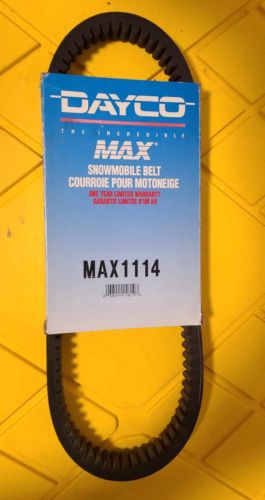 DAYCO
THE INCREDIBLE
MAX®
SNOWMOBILE BELT
COURROIE POUR MOTONEIGE
ONE YEAR LIMITED WARRANTY
GARANTIE LIMITÉE D'UN AN
MAX1114